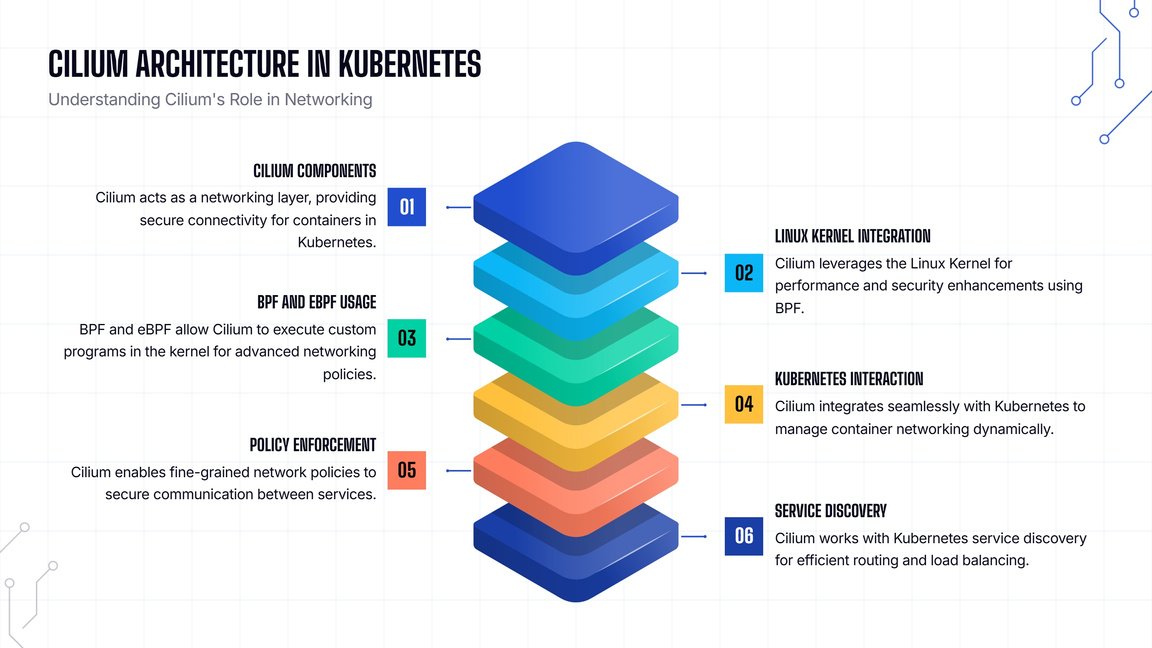 CILIUM ARCHITECTURE IN KUBERNETES
Understanding Cilium's Role in Networking
CILIUM COMPONENTS
Cilium acts as a networking layer, providing
secure connectivity for containers in
Kubernetes.
01
LINUX KERNEL INTEGRATION
02
Cilium leverages the Linux Kernel for
performance and security enhancements using
BPF.
BPF AND EBPF USAGE
BPF and eBPF allow Cilium to execute custom
programs in the kernel for advanced networking
policies.
03
KUBERNETES INTERACTION
04
Cilium integrates seamlessly with Kubernetes to
manage container networking dynamically.
POLICY ENFORCEMENT
Cilium enables fine-grained network policies to
secure communication between services.
05
SERVICE DISCOVERY
06
Cilium works with Kubernetes service discovery
for efficient routing and load balancing.